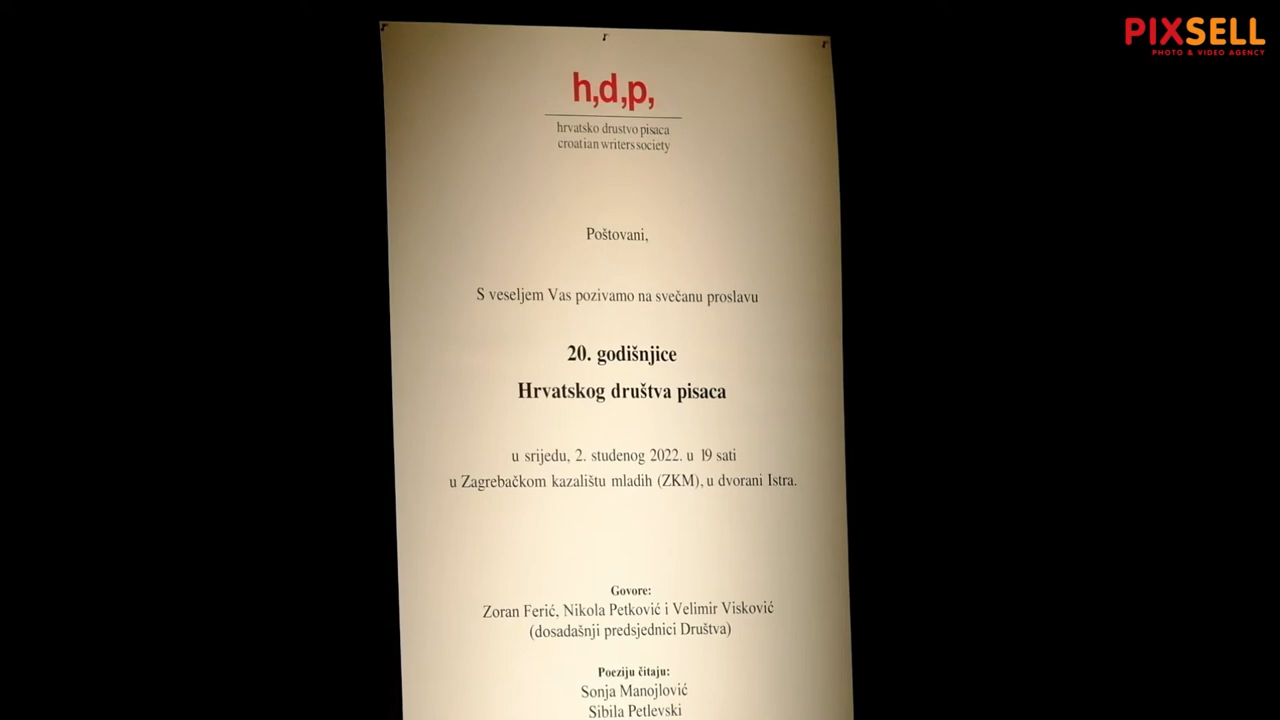 PIXSELL
PHOTO & VIDEO AGENCY
h,d,p,
hrvatsko drustvo pisaca
croatian writers society
Poštovani,
S veseljem Vas pozivamo na svečanu proslavu
20. godišnjice
Hrvatskog društva pisaca
u srijedu, 2. studenog 2022. u 19 sati
u Zagrebačkom kazalištu mladih (ZKM), u dvorani Istra.
Govore:
Zoran Ferić, Nikola Petković i Velimir Visković
(dosadašnji predsjednici Društva)
Poeziju čitaju:
Sonja Manojlović
Sibila Petlevski